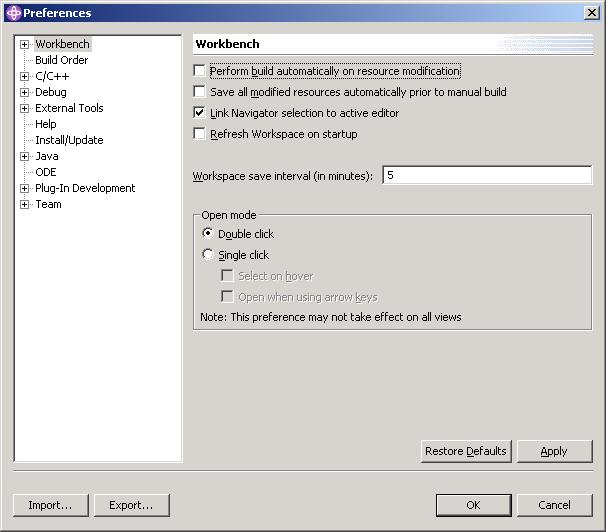 Preferences
Workbench
Build Order
C/C++
Debug
External Tools
Help
Install/Update
Java
ODE
Plug-In Development
Team
Workbench
Perform build automatically on resource modification
Save all modified resources automatically prior to manual build
Link Navigator selection to active editor
Refresh Workspace on startup
Workspace save interval (in minutes): 5
Open mode
Double click
Single click
Select on hover
Open when using arrow keys
Note: This preference may not take effect on all views
Restore Defaults Apply
Import... Export... OK Cancel